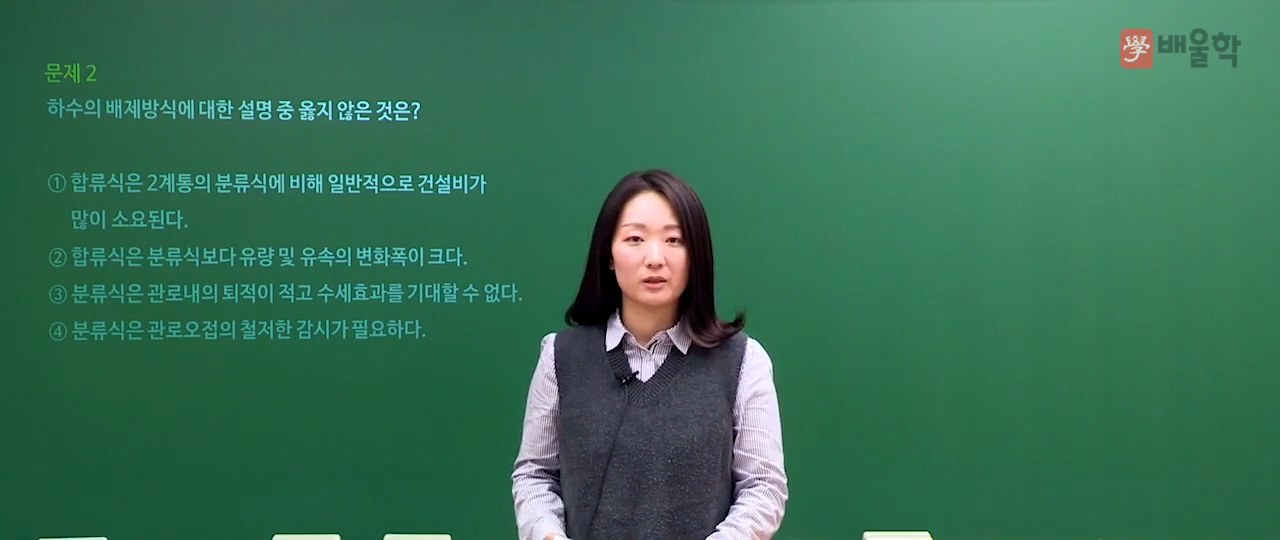 學 배울학
문제 2
하수의 배제방식에 대한 설명 중 옳지 않은 것은?
① 합류식은 2계통의 분류식에 비해 일반적으로 건설비가
많이 소요된다.
② 합류식은 분류식보다 유량 및 유속의 변화폭이 크다.
③ 분류식은 관로내의 퇴적이 적고 수세효과를 기대할 수 없다.
④ 분류식은 관로오접의 철저한 감시가 필요하다.